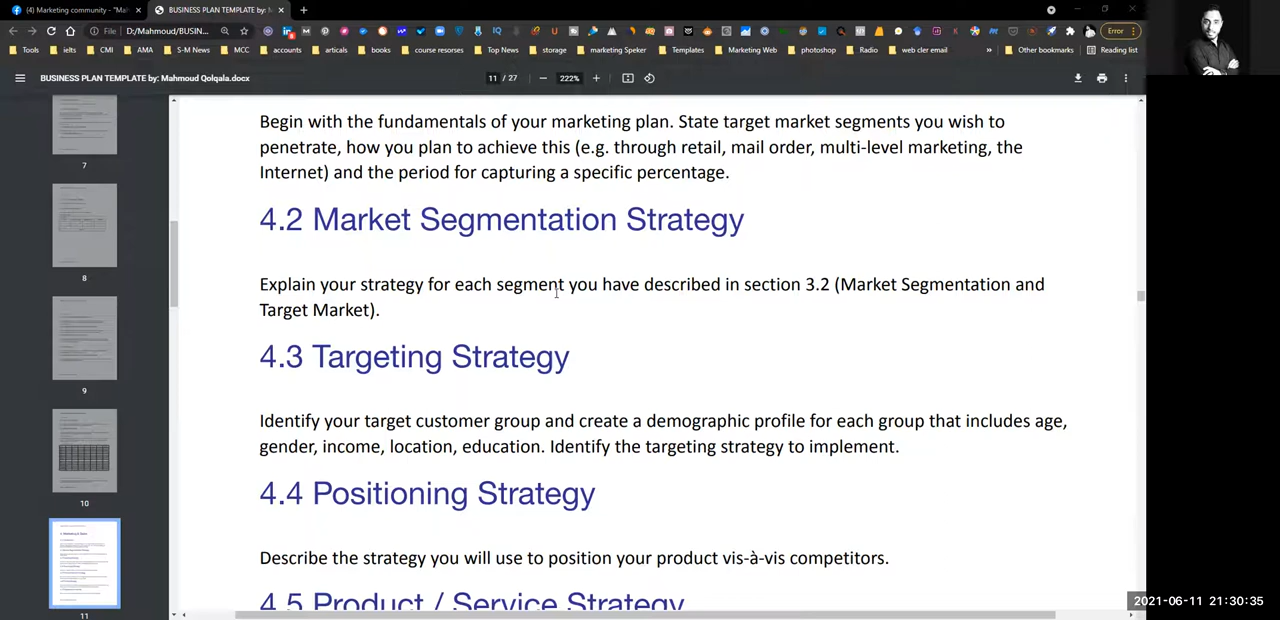 (4) Marketing community - "Mah
BUSINESS PLAN TEMPLATE by: M
File
D:/Mahmoud/BUSIN...
Error
Tools
ielts
CMI
AMA
S-M News
MCC
accounts
articals
books
course resorses
Top News
storage
marketing Speker
Templates
Marketing Web
photoshop
Radio
web cler email
»
Other bookmarks
Reading list
BUSINESS PLAN TEMPLATE by: Mahmoud Qolqala.docx
11 / 27
222%
7
8
9
10
11
Begin with the fundamentals of your marketing plan. State target market segments you wish to
penetrate, how you plan to achieve this (e.g. through retail, mail order, multi-level marketing, the
Internet) and the period for capturing a specific percentage.
4.2 Market Segmentation Strategy
Explain your strategy for each segment you have described in section 3.2 (Market Segmentation and
Target Market).
4.3 Targeting Strategy
Identify your target customer group and create a demographic profile for each group that includes age,
gender, income, location, education. Identify the targeting strategy to implement.
4.4 Positioning Strategy
Describe the strategy you will use to position your product vis-à-vis competitors.
4.5 Product / Service Strategy
2021-06-11 21:30:35